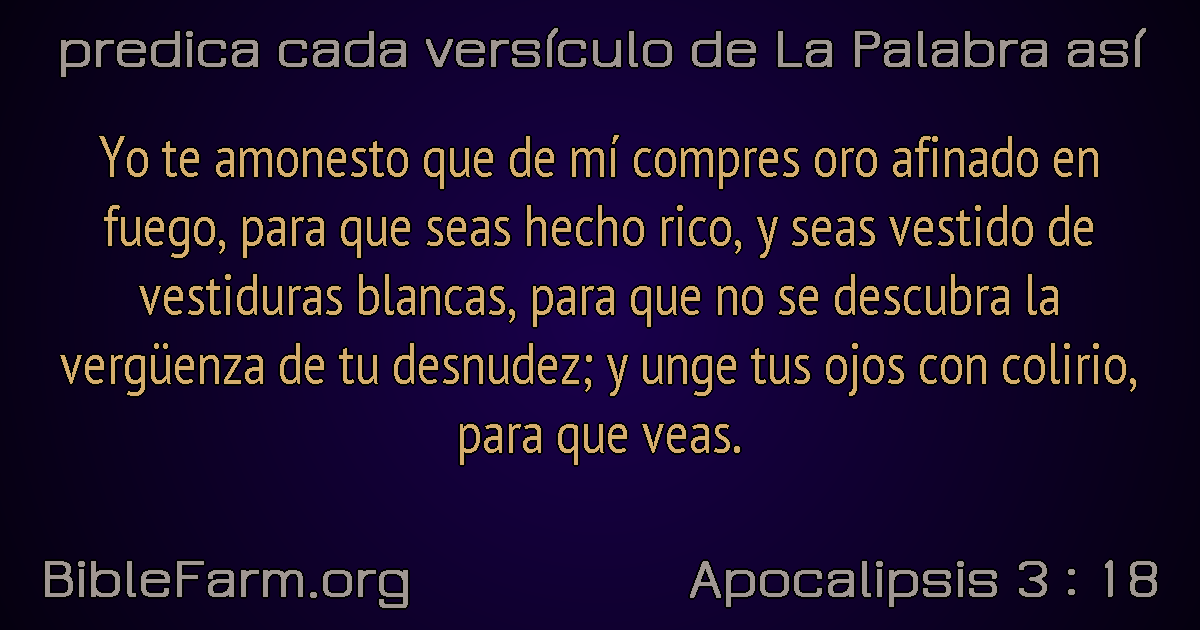 predica cada versículo de La Palabra así
Yo te amonesto que de mí compres oro afinado en
fuego, para que seas hecho rico, y seas vestido de
vestiduras blancas, para que no se descubra la
vergüenza de tu desnudez; y unge tus ojos con colirio,
para que veas.
BibleFarm.org
Apocalipsis 3 : 18